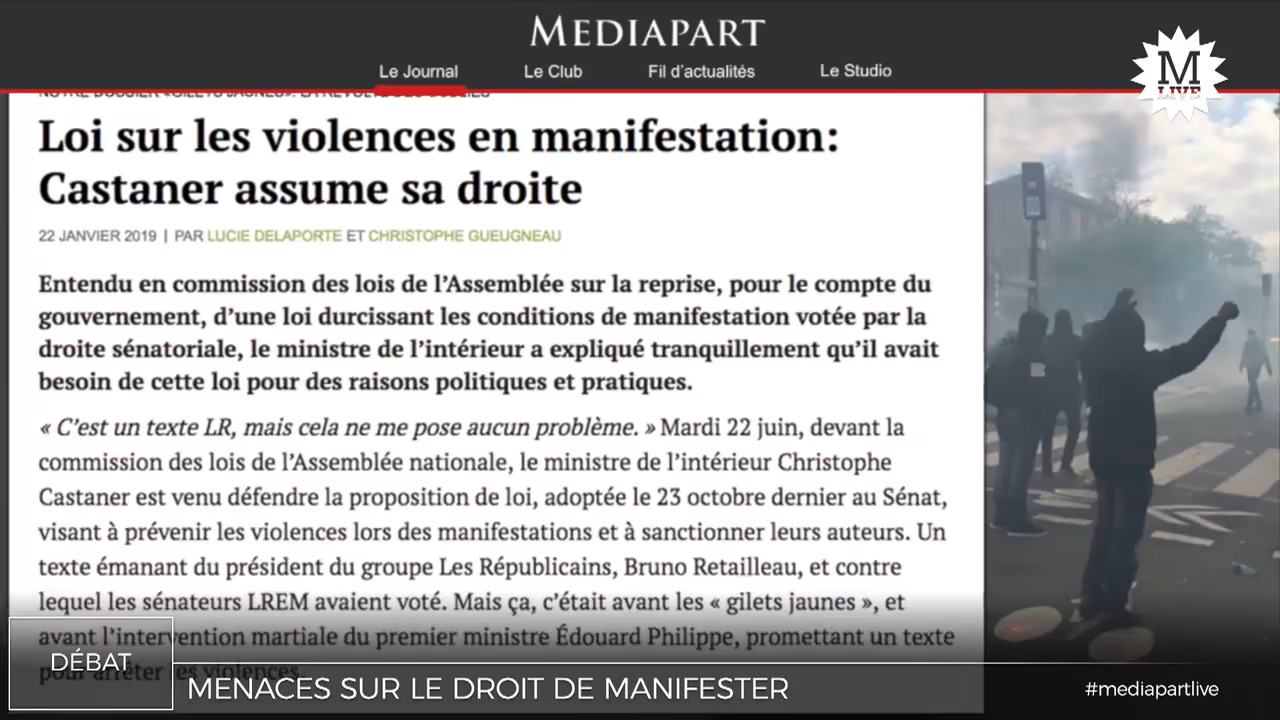 MEDIAPART
Le Journal Le Club Fil d'actualités Le Studio
M
LIVE
Loi sur les violences en manifestation:
Castaner assume sa droite
22 JANVIER 2019 | PAR LUCIE DELAPORTE ET CHRISTOPHE GUEUGNEAU
Entendu en commission des lois de l'Assemblée sur la reprise, pour le compte du
gouvernement, d'une loi durcissant les conditions de manifestation votée par la
droite sénatoriale, le ministre de l'intérieur a expliqué tranquillement qu'il avait
besoin de cette loi pour des raisons politiques et pratiques.
« C'est un texte LR, mais cela ne me pose aucun problème. » Mardi 22 juin, devant la
commission des lois de l'Assemblée nationale, le ministre de l'intérieur Christophe
Castaner est venu défendre la proposition de loi, adoptée le 23 octobre dernier au Sénat,
visant à prévenir les violences lors des manifestations et à sanctionner leurs auteurs. Un
texte émanant du président du groupe Les Républicains, Bruno Retailleau, et contre
lequel les sénateurs LREM avaient voté. Mais ça, c'était avant les « gilets jaunes », et
avant l'intervention martiale du premier ministre Édouard Philippe, promettant un texte
pour arrêter les violences.
DÉBAT
MENACES SUR LE DROIT DE MANIFESTER
#mediapartlive